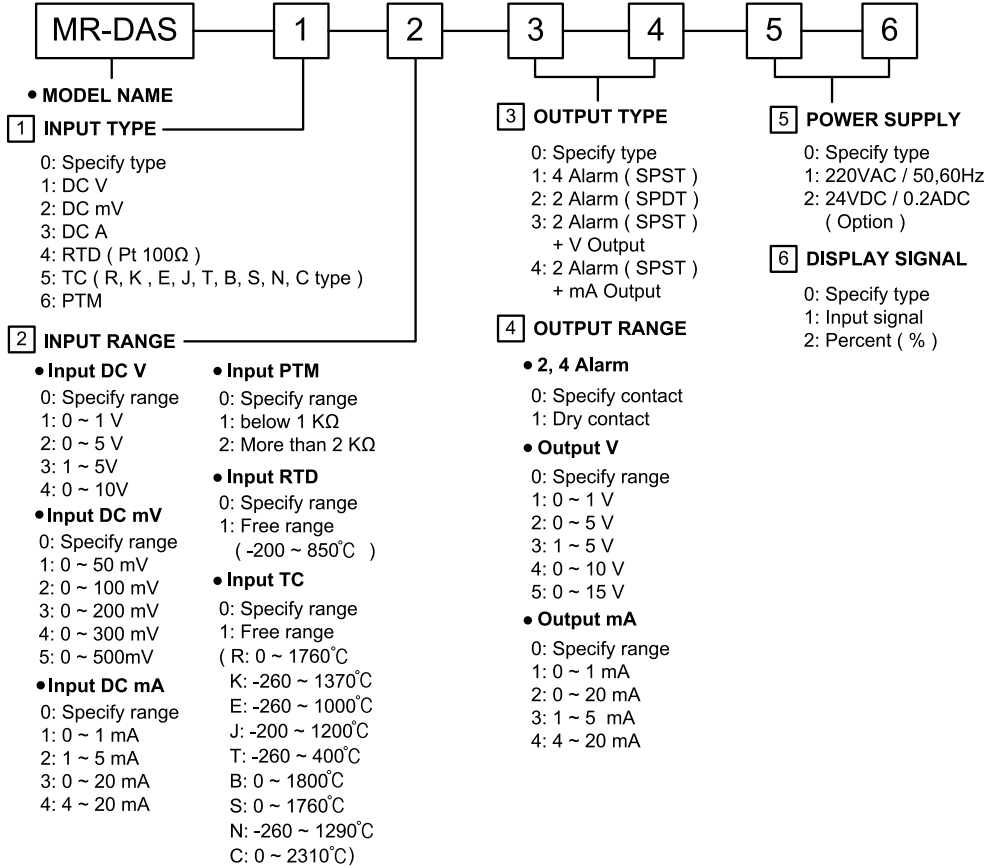 MR-DAS 1 2 3 4 5 6
• MODEL NAME
1 INPUT TYPE
0: Specify type
1: DC V
2: DC mV
3: DC A
4: RTD ( Pt 100Ω )
5: TC ( R, K , E, J, T, B, S, N, C type )
6: PTM
2 INPUT RANGE
• Input DC V
0: Specify range
1: 0 ~ 1 V
2: 0 ~ 5 V
3: 1 ~ 5V
4: 0 ~ 10V
• Input DC mV
0: Specify range
1: 0 ~ 50 mV
2: 0 ~ 100 mV
3: 0 ~ 200 mV
4: 0 ~ 300 mV
5: 0 ~ 500mV
• Input DC mA
0: Specify range
1: 0 ~ 1 mA
2: 1 ~ 5 mA
3: 0 ~ 20 mA
4: 4 ~ 20 mA
• Input PTM
0: Specify range
1: below 1 KΩ
2: More than 2 KΩ
• Input RTD
0: Specify range
1: Free range
( -200 ~ 850℃ )
• Input TC
0: Specify range
1: Free range
( R: 0 ~ 1760℃
K: -260 ~ 1370℃
E: -260 ~ 1000℃
J: -200 ~ 1200℃
T: -260 ~ 400℃
B: 0 ~ 1800℃
S: 0 ~ 1760℃
N: -260 ~ 1290℃
C: 0 ~ 2310℃)
3 OUTPUT TYPE
0: Specify type
1: 4 Alarm ( SPST )
2: 2 Alarm ( SPDT )
3: 2 Alarm ( SPST )
+ V Output
4: 2 Alarm ( SPST )
+ mA Output
4 OUTPUT RANGE
• 2, 4 Alarm
0: Specify contact
1: Dry contact
• Output V
0: Specify range
1: 0 ~ 1 V
2: 0 ~ 5 V
3: 1 ~ 5 V
4: 0 ~ 10 V
5: 0 ~ 15 V
• Output mA
0: Specify range
1: 0 ~ 1 mA
2: 0 ~ 20 mA
3: 1 ~ 5 mA
4: 4 ~ 20 mA
5 POWER SUPPLY
0: Specify type
1: 220VAC / 50,60Hz
2: 24VDC / 0.2ADC
( Option )
6 DISPLAY SIGNAL
0: Specify type
1: Input signal
2: Percent ( % )